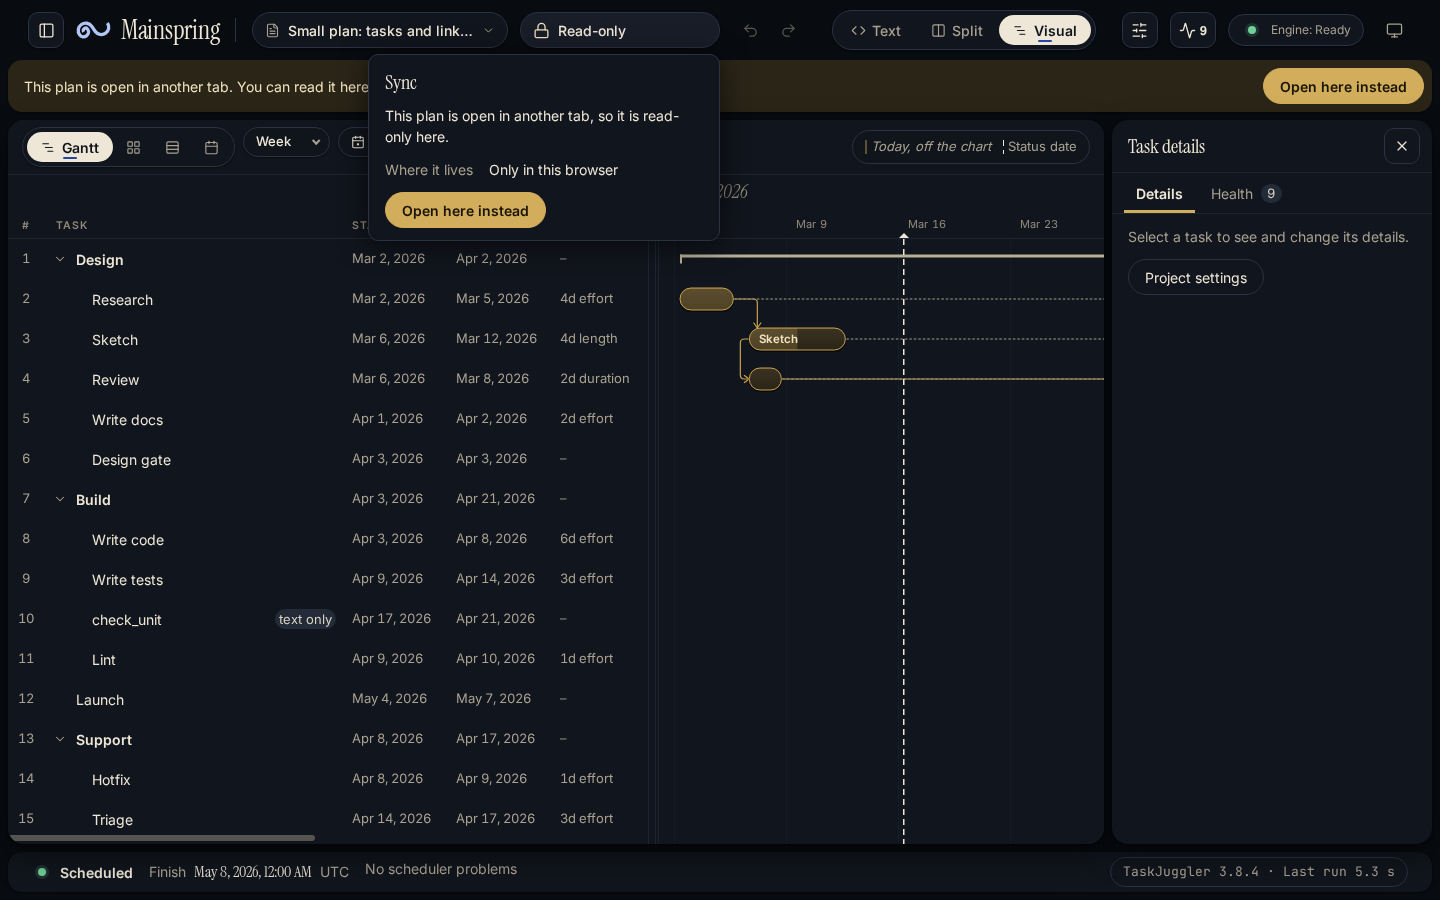 Mainspring
Small plan: tasks and link...
Read-only
Text
Split
Visual
9
Engine: Ready
This plan is open in another tab. You can read it here
Open here instead
Sync
This plan is open in another tab, so it is read-
only here.
Where it lives Only in this browser
Open here instead
Gantt
Week
Today, off the chart
Status date
Task details
Details
Health 9
Select a task to see and change its details.
Project settings
2026
# TASK
Mar 9
Mar 16
Mar 23
1 Design Mar 2, 2026 Apr 2, 2026 –
2 Research Mar 2, 2026 Mar 5, 2026 4d effort
3 Sketch Mar 6, 2026 Mar 12, 2026 4d length
Sketch
4 Review Mar 6, 2026 Mar 8, 2026 2d duration
5 Write docs Apr 1, 2026 Apr 2, 2026 2d effort
6 Design gate Apr 3, 2026 Apr 3, 2026 –
7 Build Apr 3, 2026 Apr 21, 2026 –
8 Write code Apr 3, 2026 Apr 8, 2026 6d effort
9 Write tests Apr 9, 2026 Apr 14, 2026 3d effort
10 check_unit text only Apr 17, 2026 Apr 21, 2026 –
11 Lint Apr 9, 2026 Apr 10, 2026 1d effort
12 Launch May 4, 2026 May 7, 2026 –
13 Support Apr 8, 2026 Apr 17, 2026 –
14 Hotfix Apr 8, 2026 Apr 9, 2026 1d effort
15 Triage Apr 14, 2026 Apr 17, 2026 3d effort
Scheduled
Finish May 8, 2026, 12:00 AM UTC
No scheduler problems
TaskJuggler 3.8.4 · Last run 5.3 s